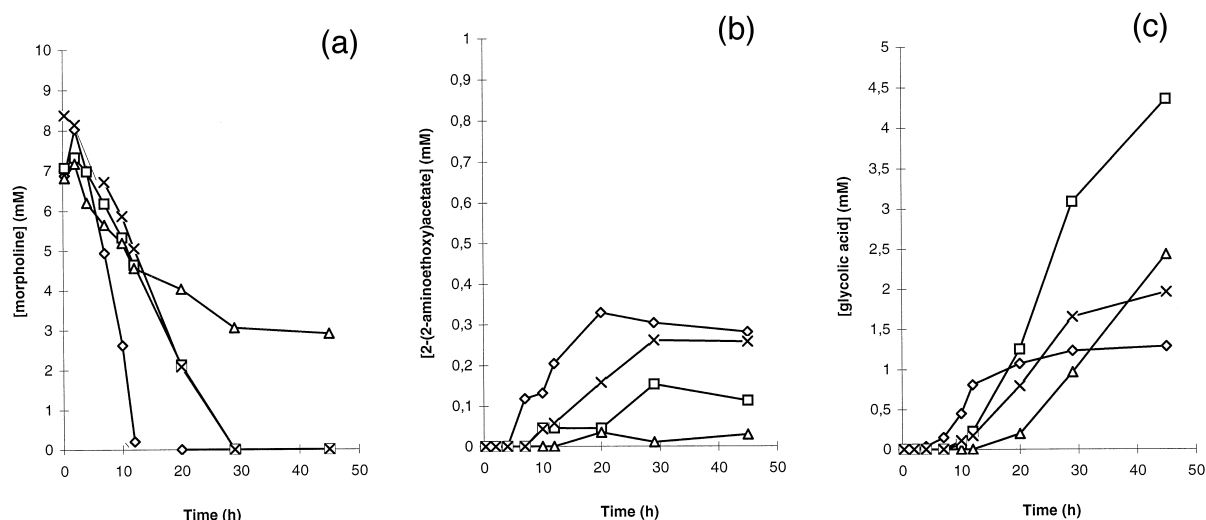 (a)
(b)
(c)
10
9
8
7
6
5
4
3
2
1
0
[morpholine] (mM)
0 10 20 30 40 50
Time (h)
1
0,9
0,8
0,7
0,6
0,5
0,4
0,3
0,2
0,1
0
[2-(2-aminoethoxy)acetate] (mM)
0 10 20 30 40 50
Time (h)
5
4,5
4
3,5
3
2,5
2
1,5
1
0,5
0
[glycolic acid] (mM)
0 10 20 30 40 50
Time (h)